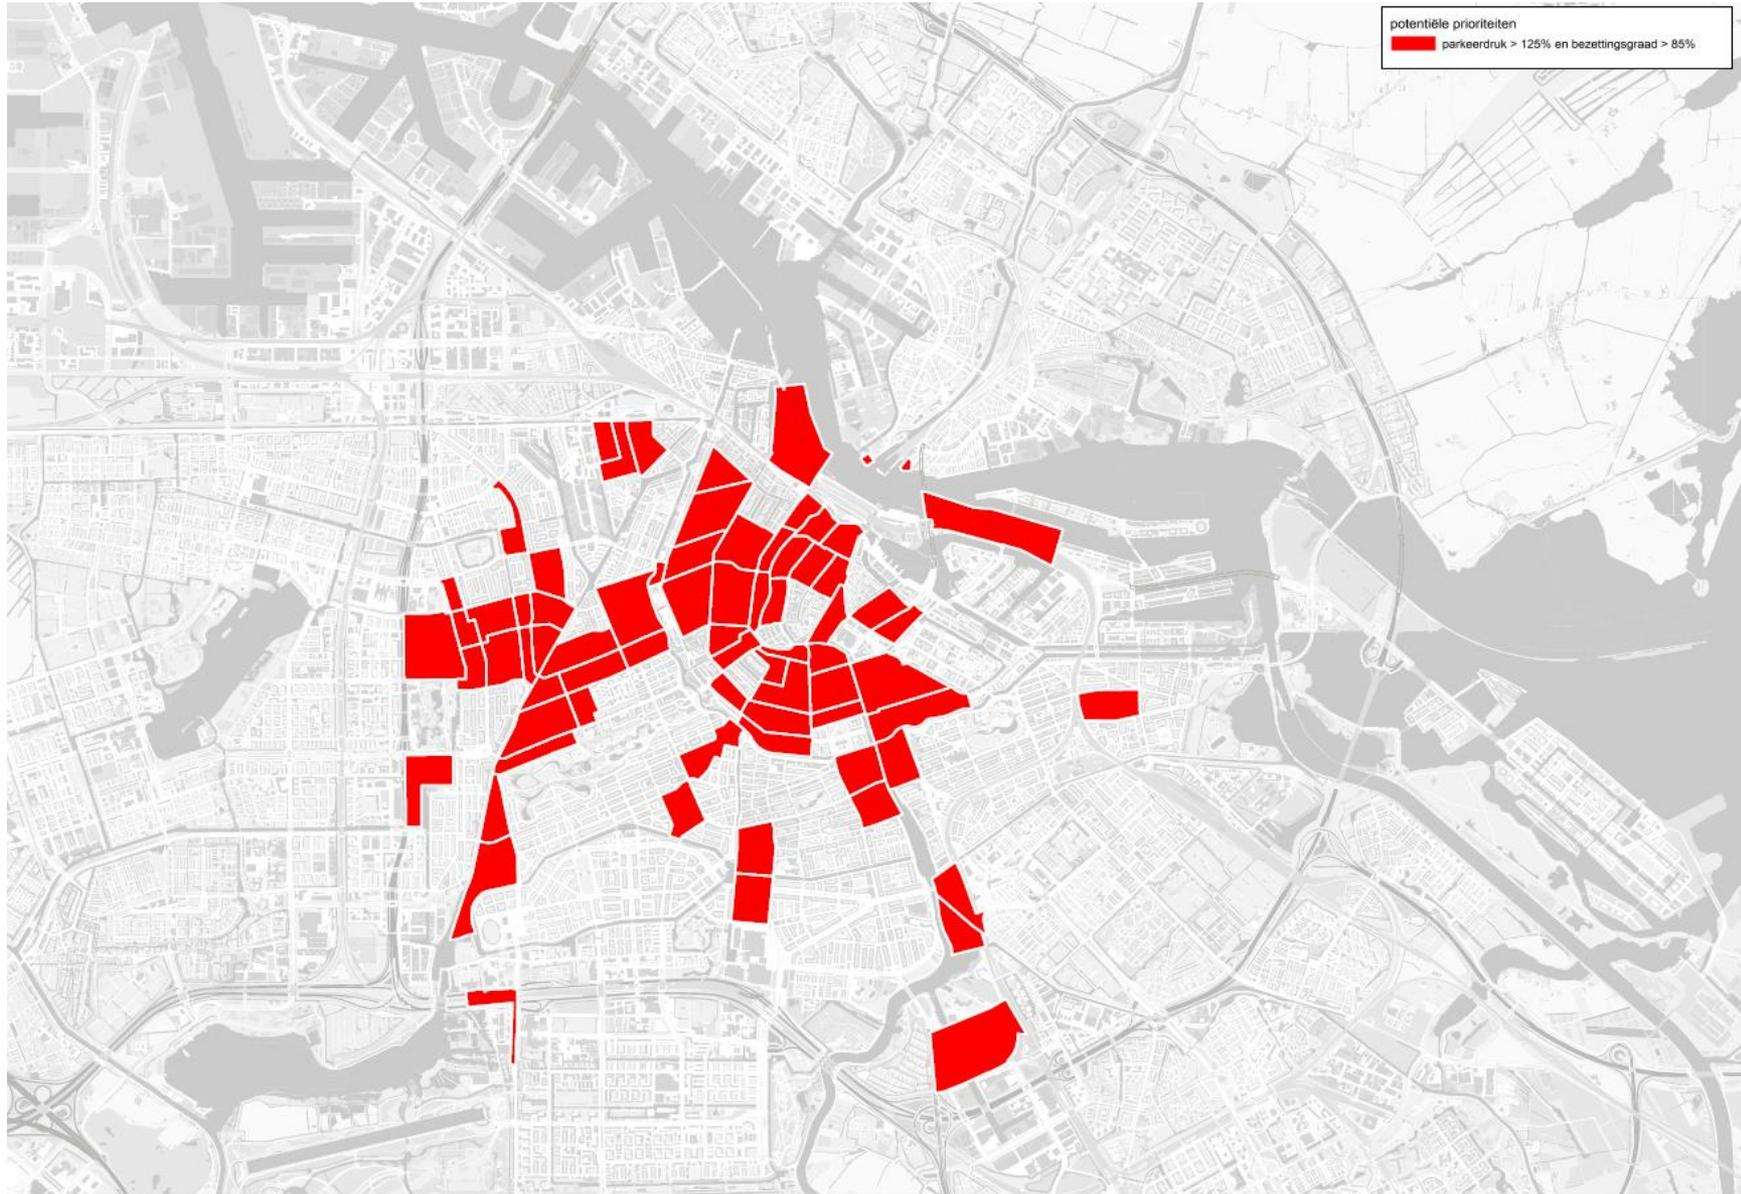 potentiële prioriteiten
parkeerdruk > 125% en bezettingsgraad > 85%